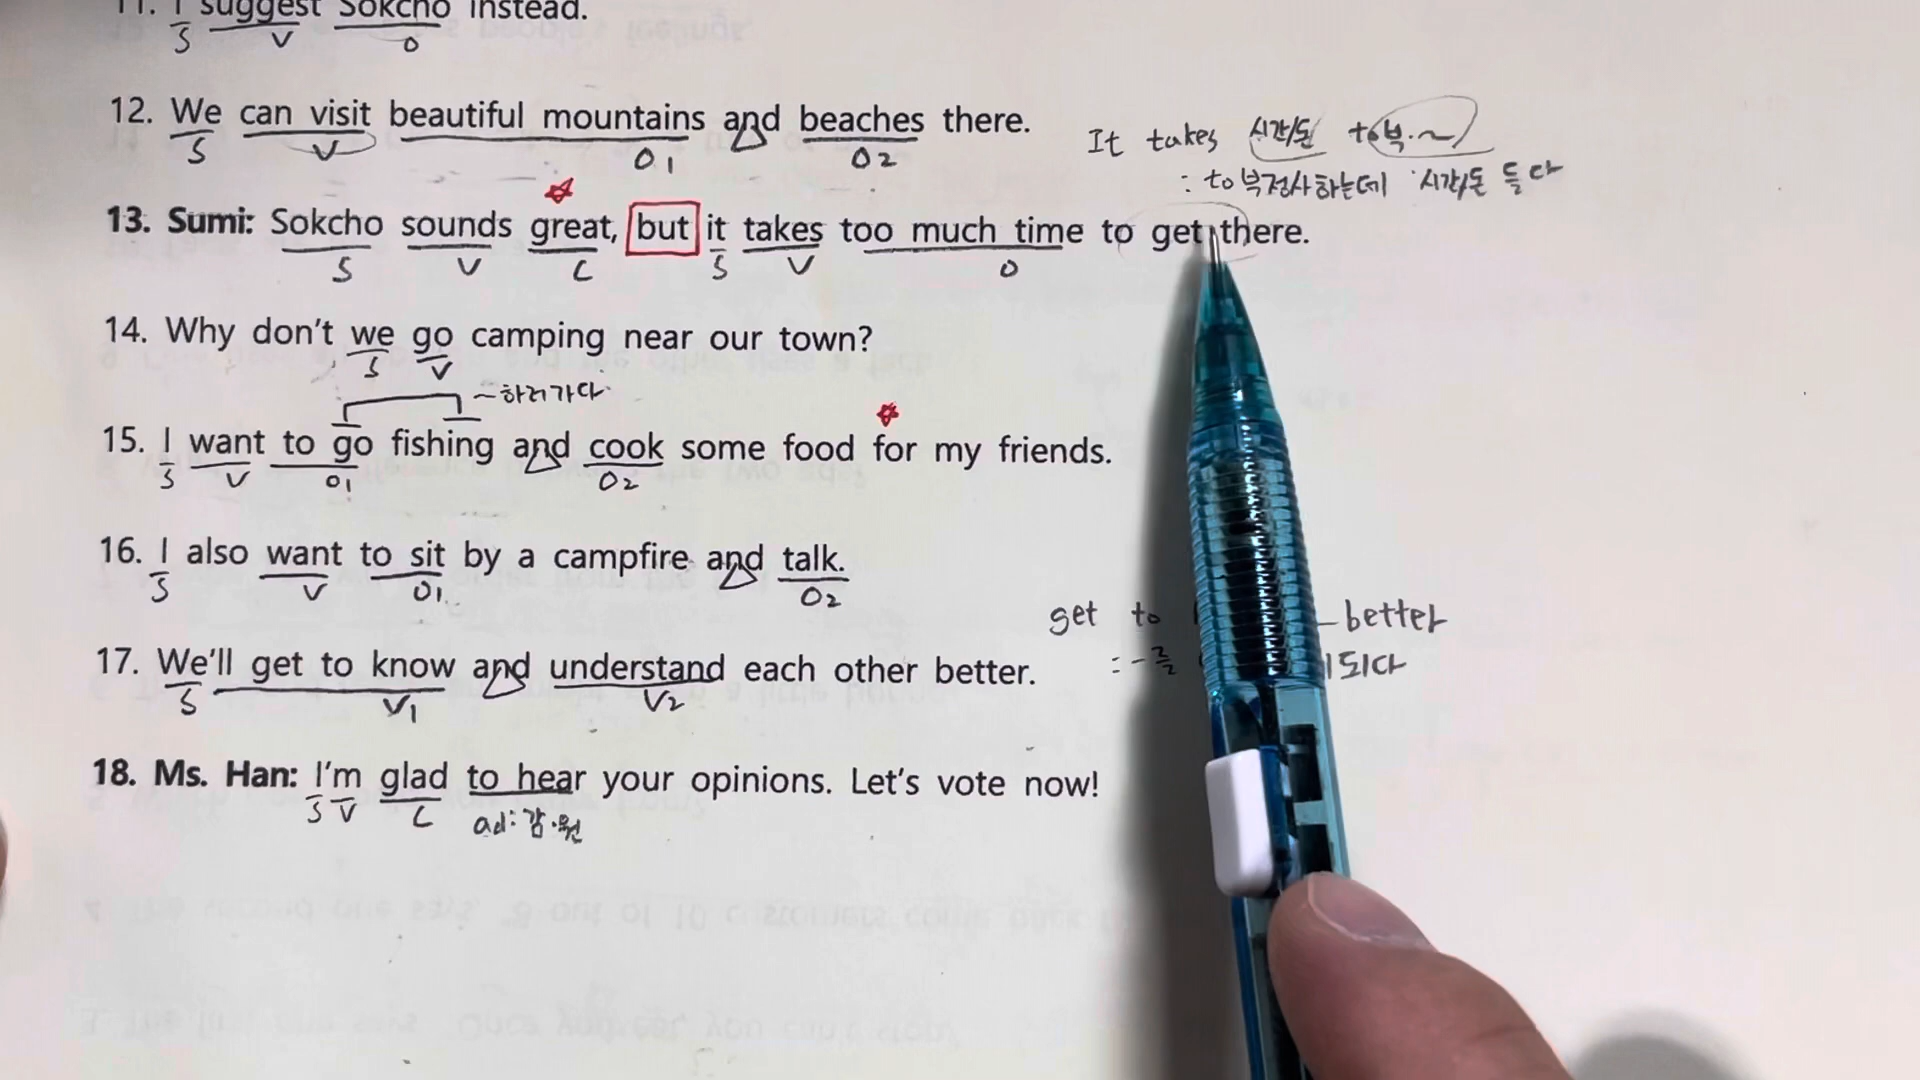 11. I suggest Sokcho instead.
S V O
12. We can visit beautiful mountains and beaches there.
S V O1 O2
It takes 시간/돈 to부·~
: to부정사하는데 시간/돈 들다
13. Sumi: Sokcho sounds great, but it takes too much time to get there.
S V C S V O
14. Why don't we go camping near our town?
S V
~하러가다
15. I want to go fishing and cook some food for my friends.
S V O1 O2
16. I also want to sit by a campfire and talk.
S V O1 O2
get to better
: -를 되다
17. We'll get to know and understand each other better.
S V1 V2
18. Ms. Han: I'm glad to hear your opinions. Let's vote now!
S V C ad:감·원